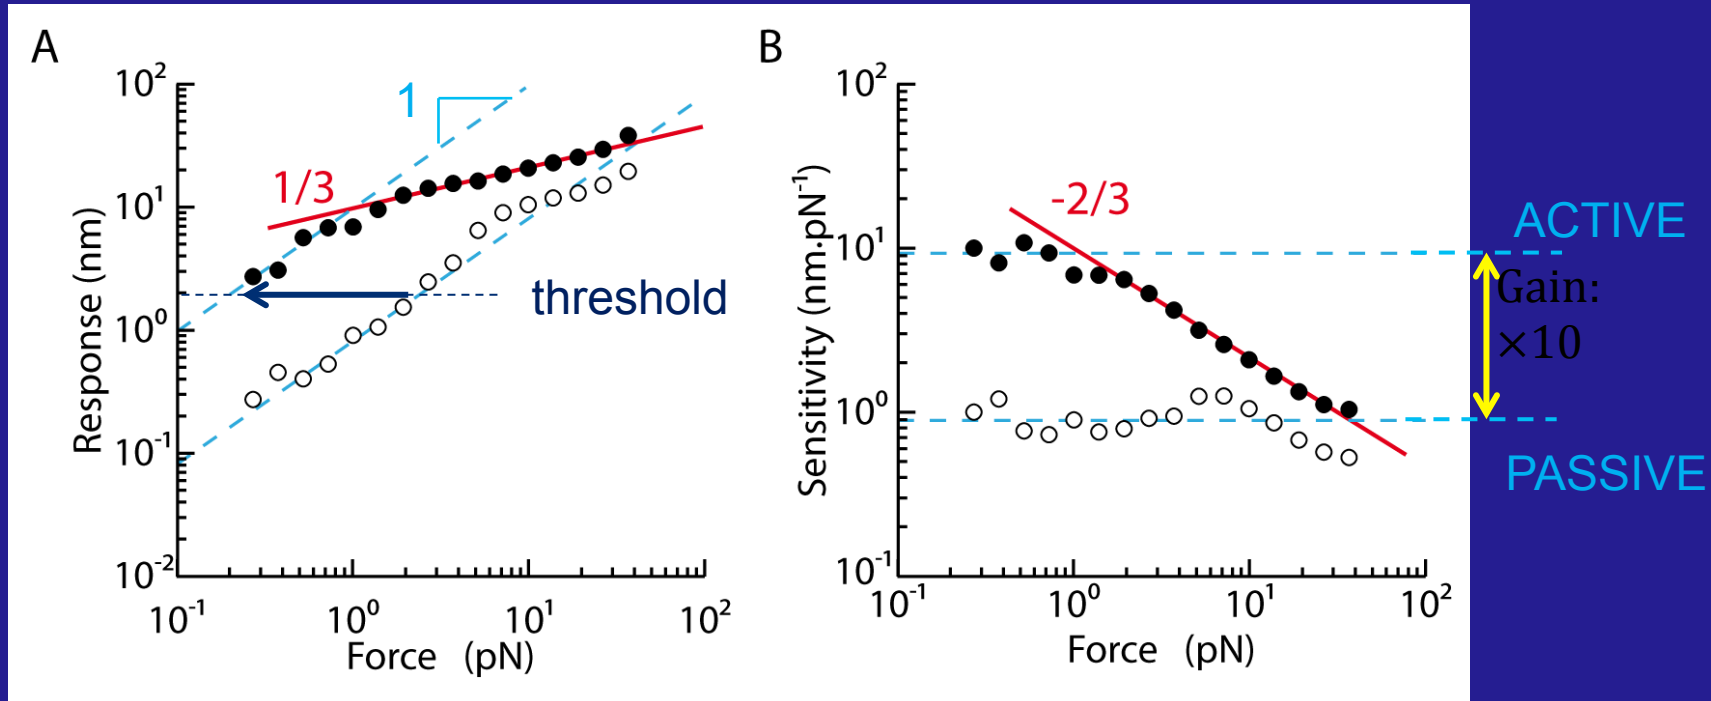 A
10²
10¹
10⁰
10⁻¹
10⁻²
Response (nm)
1
1/3
threshold
10⁻¹ 10⁰ 10¹ 10²
Force (pN)
B
10²
10¹
10⁰
10⁻¹
Sensitivity (nm.pN⁻¹)
-2/3
10⁻¹ 10⁰ 10¹ 10²
Force (pN)
ACTIVE
Gain:
×10
PASSIVE